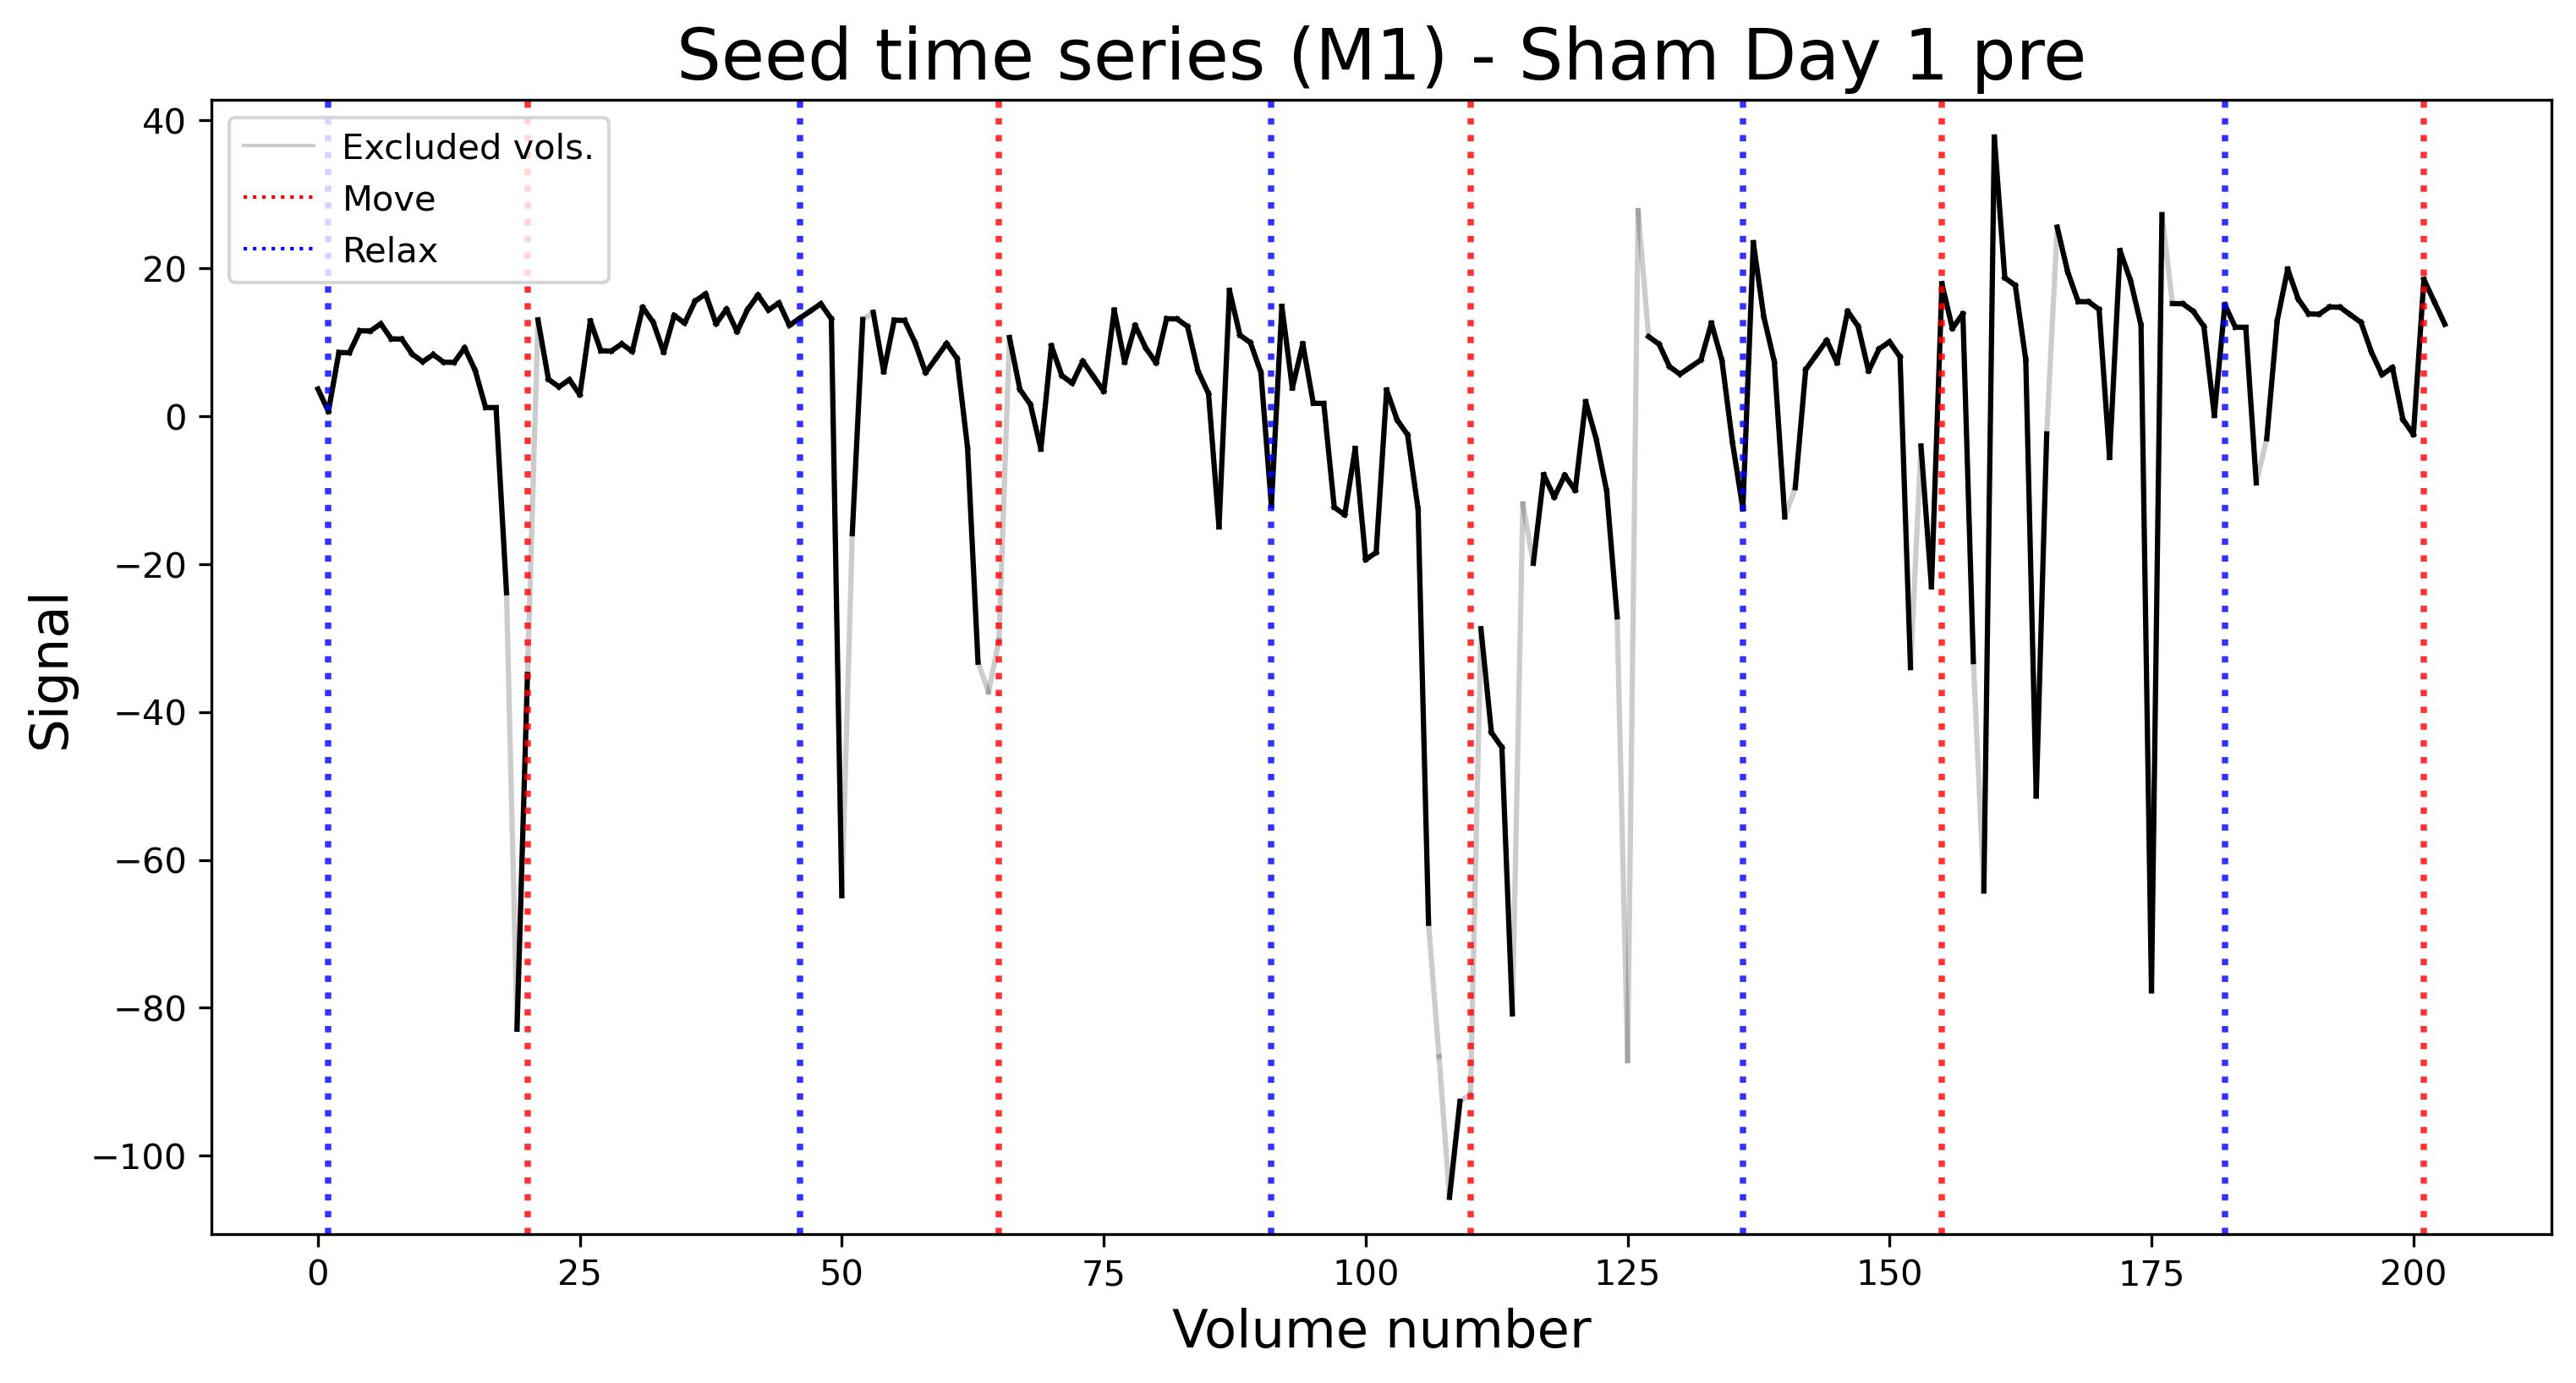 Seed time series (M1) - Sham Day 1 pre
Excluded vols.
Move
Relax
Signal
40
20
0
−20
−40
−60
−80
−100
0 25 50 75 100 125 150 175 200
Volume number